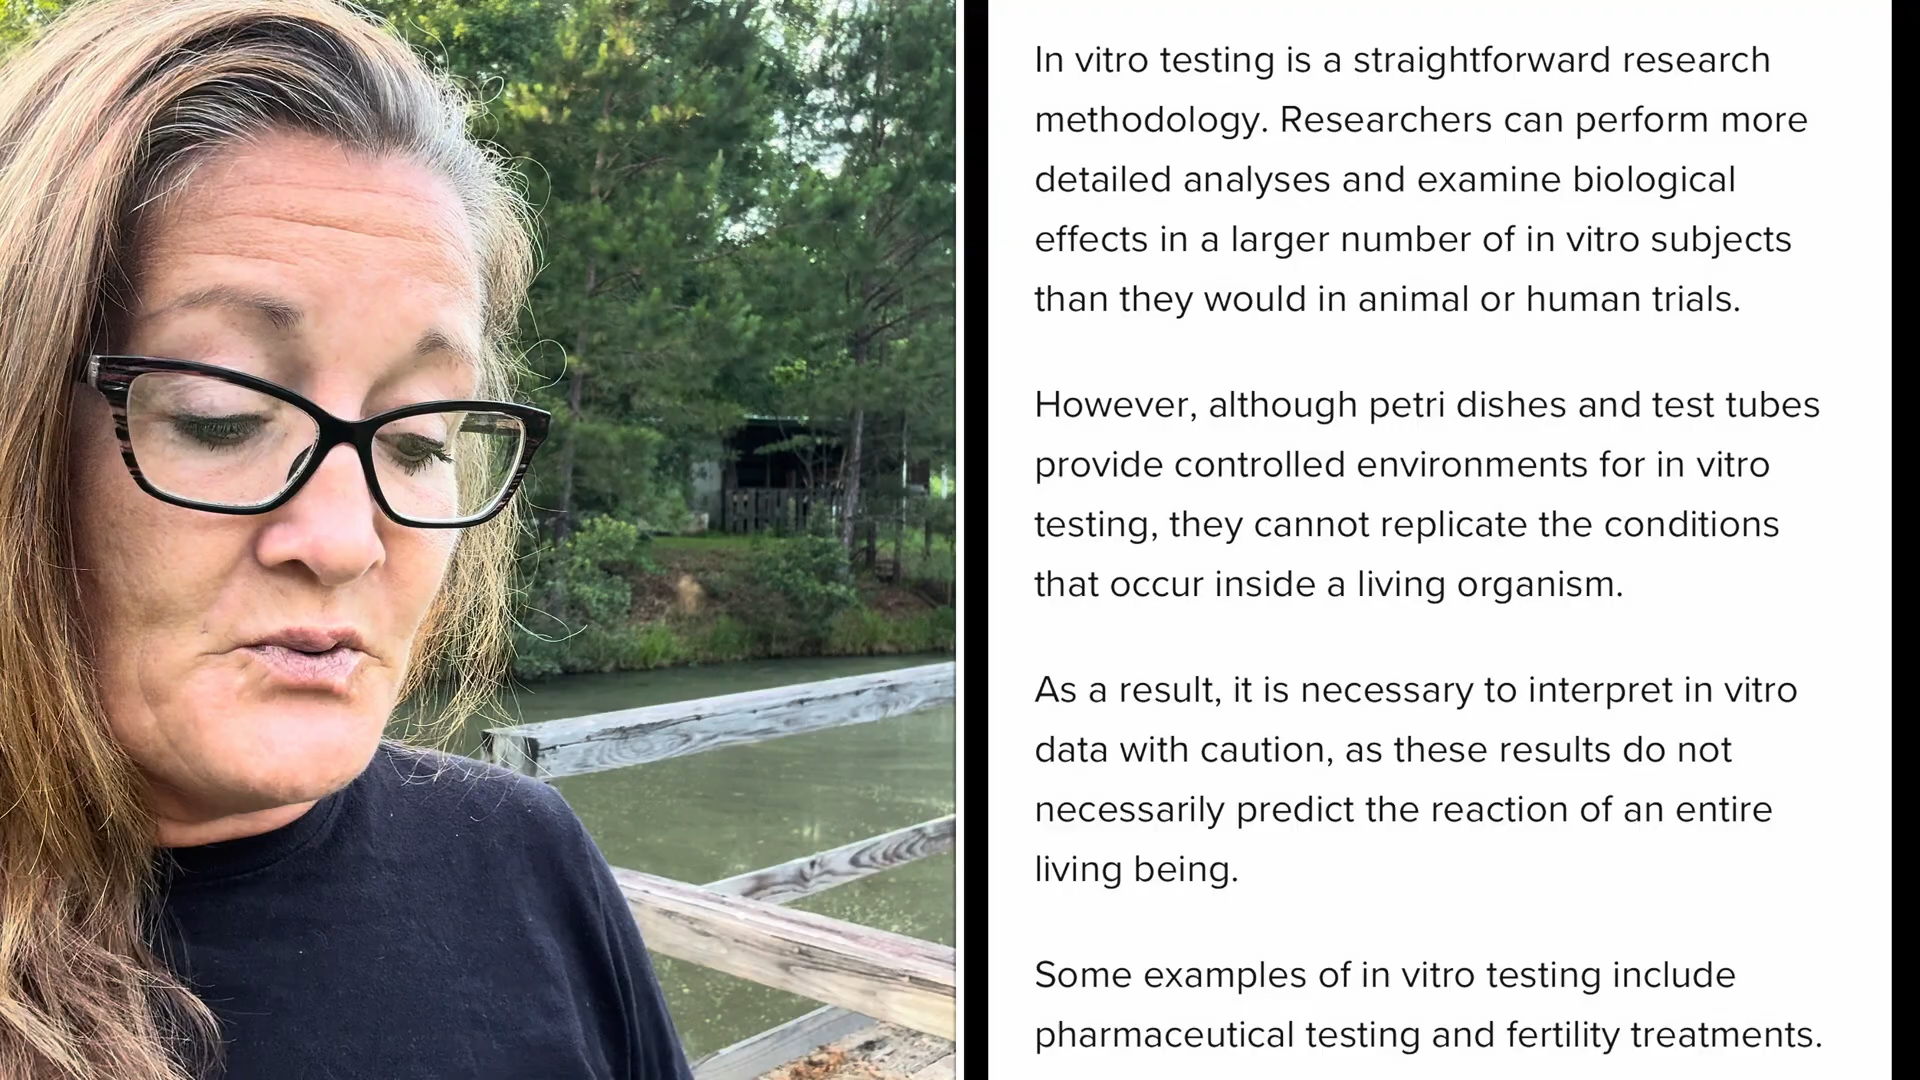 In vitro testing is a straightforward research
methodology. Researchers can perform more
detailed analyses and examine biological
effects in a larger number of in vitro subjects
than they would in animal or human trials.
However, although petri dishes and test tubes
provide controlled environments for in vitro
testing, they cannot replicate the conditions
that occur inside a living organism.
As a result, it is necessary to interpret in vitro
data with caution, as these results do not
necessarily predict the reaction of an entire
living being.
Some examples of in vitro testing include
pharmaceutical testing and fertility treatments.